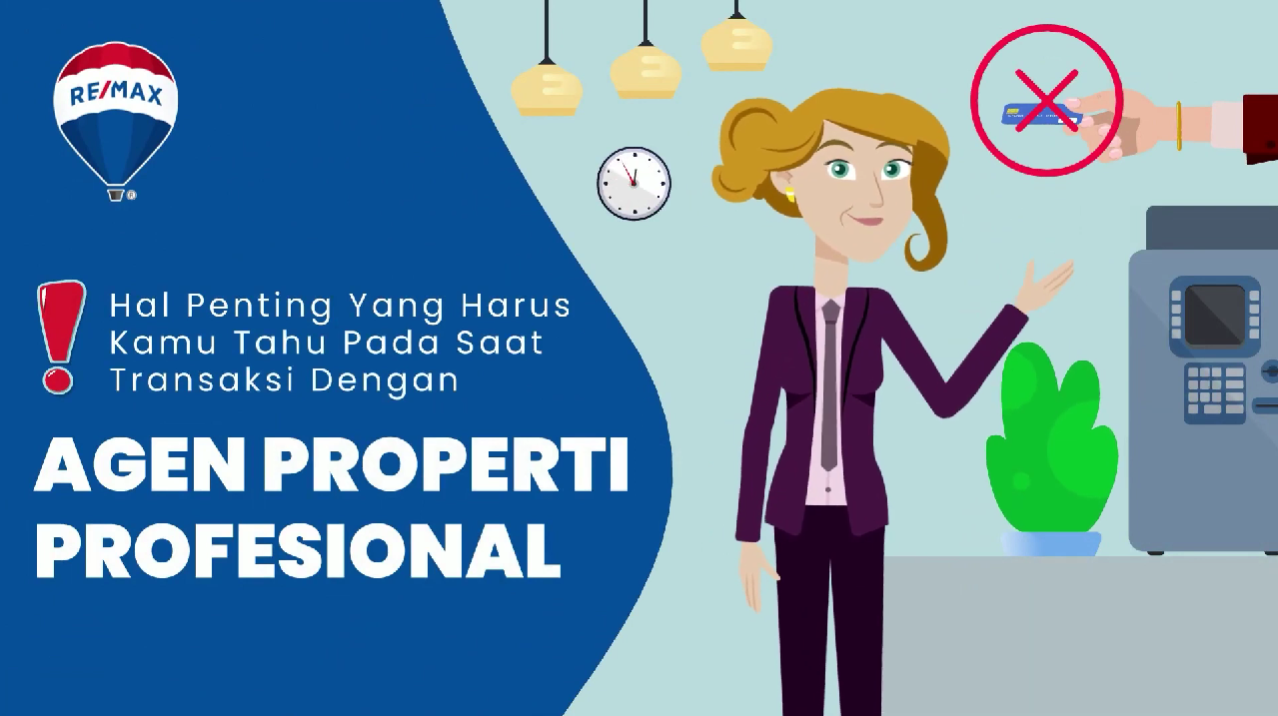 RE/MAX
®
Hal Penting Yang Harus
Kamu Tahu Pada Saat
Transaksi Dengan
AGEN PROPERTI
PROFESIONAL